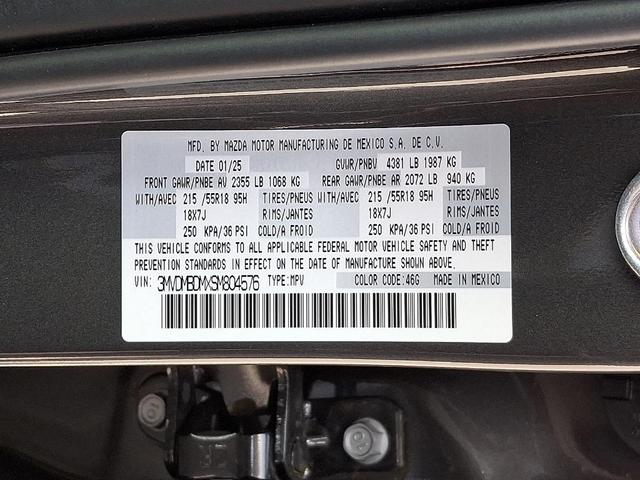 MFD. BY MAZDA MOTOR MANUFACTURING DE MEXICO S.A. DE C.V.
DATE 01/25 GVWR/PNBV 4381 LB 1987 KG
FRONT GAWR/PNBE AV 2355 LB 1068 KG REAR GAWR/PNBE AR 2072 LB 940 KG
WITH/AVEC 215 /55R18 95H TIRES/PNEUS WITH/AVEC 215 /55R18 95H TIRES/PNEUS
18X7J RIMS/JANTES 18X7J RIMS/JANTES
250 KPA/36 PSI COLD/A FROID 250 KPA/36 PSI COLD/A FROID
THIS VEHICLE CONFORMS TO ALL APPLICABLE FEDERAL MOTOR VEHICLE SAFETY AND THEFT
PREVENTION STANDARDS IN EFFECT ON THE DATE OF MANUFACTURE SHOWN ABOVE.
VIN: 3MVDMBDMXSM804576 TYPE:MPV COLOR CODE:46G MADE IN MEXICO